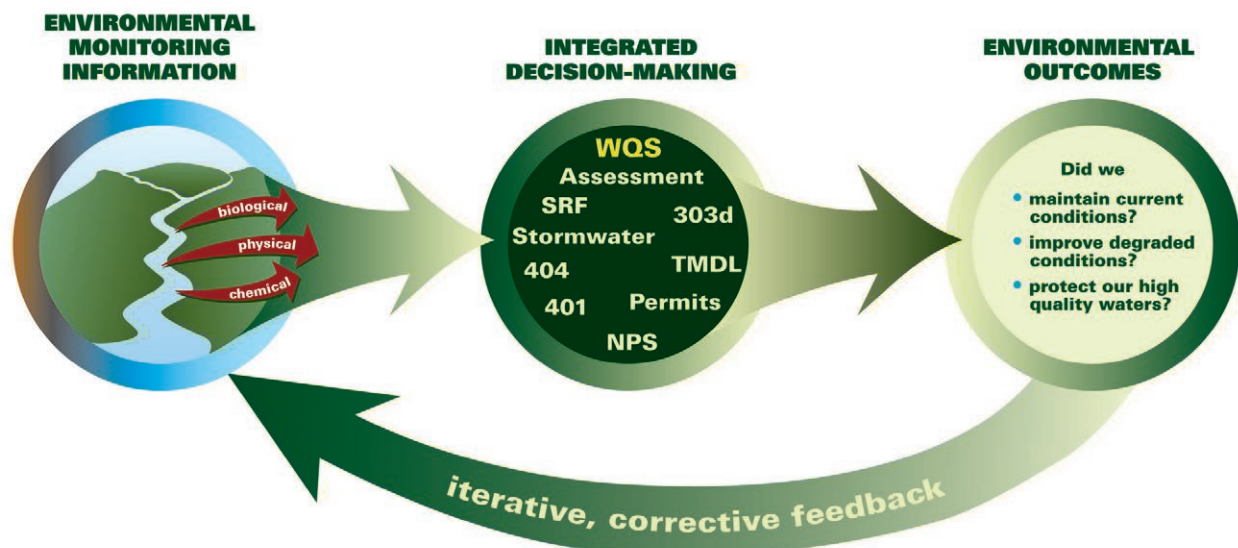 ENVIRONMENTAL
MONITORING
INFORMATION
biological
physical
chemical
INTEGRATED
DECISION-MAKING
WQS
Assessment
SRF
303d
Stormwater
404
TMDL
401
Permits
NPS
ENVIRONMENTAL
OUTCOMES
Did we
• maintain current
conditions?
• improve degraded
conditions?
• protect our high
quality waters?
iterative, corrective feedback